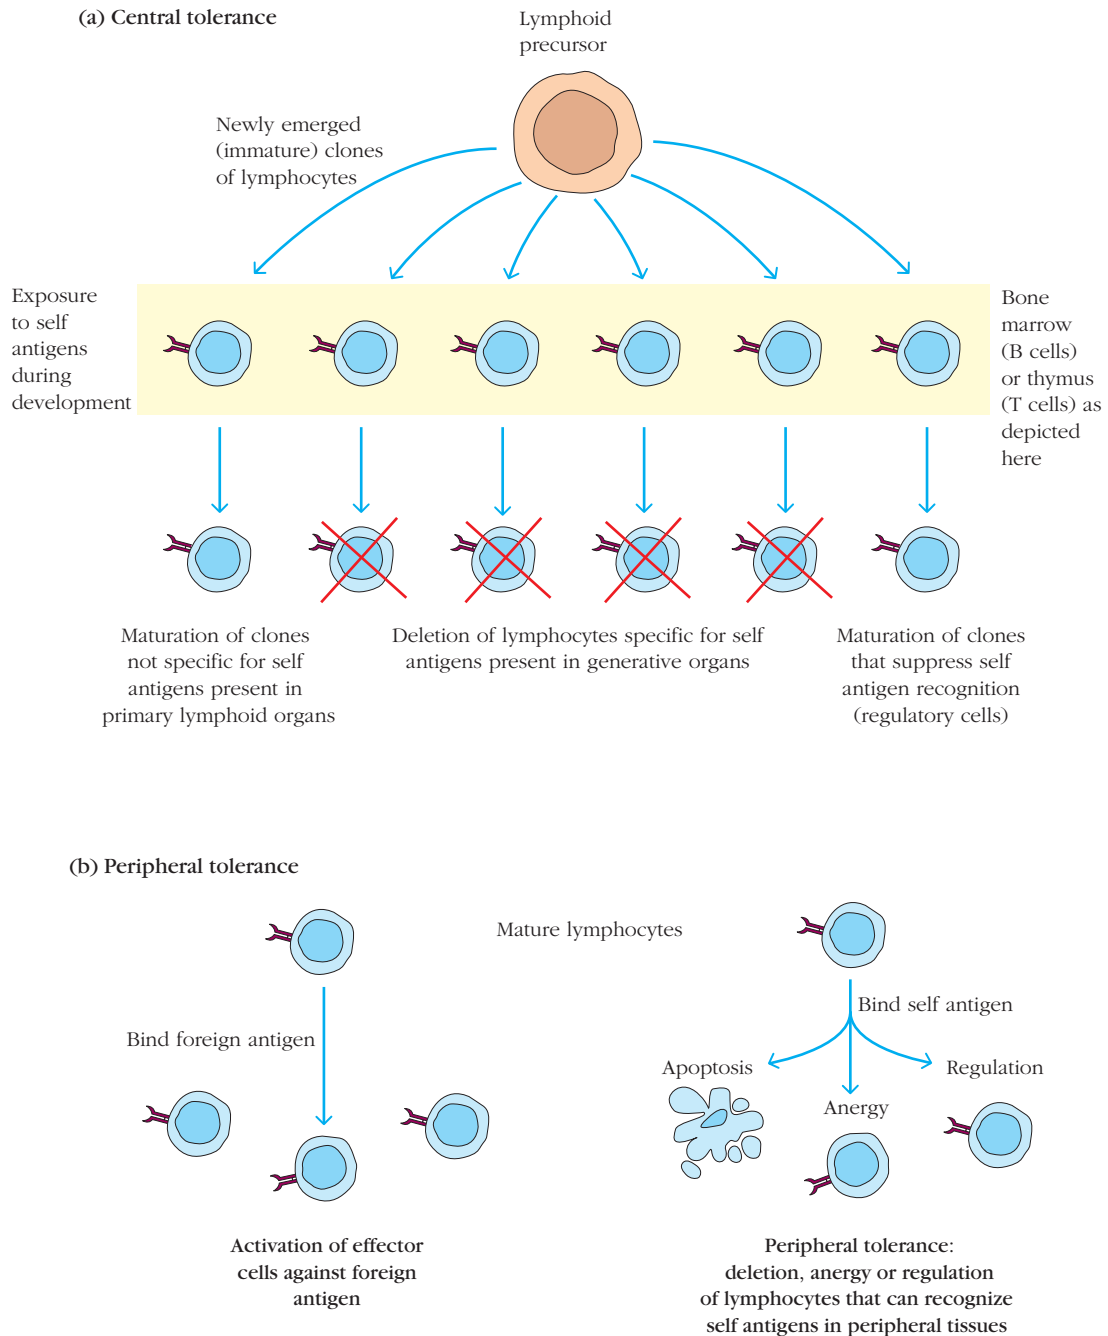 (a) Central tolerance
Lymphoid
precursor
Newly emerged
(immature) clones
of lymphocytes
Exposure
to self
antigens
during
development
Bone
marrow
(B cells)
or thymus
(T cells) as
depicted
here
Maturation of clones
not specific for self
antigens present in
primary lymphoid organs
Deletion of lymphocytes specific for self
antigens present in generative organs
Maturation of clones
that suppress self
antigen recognition
(regulatory cells)
(b) Peripheral tolerance
Mature lymphocytes
Bind foreign antigen
Bind self antigen
Apoptosis
Anergy
Regulation
Activation of effector
cells against foreign
antigen
Peripheral tolerance:
deletion, anergy or regulation
of lymphocytes that can recognize
self antigens in peripheral tissues